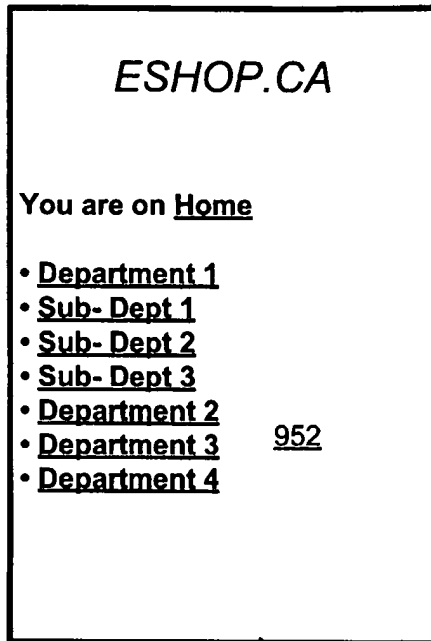 ESHOP.CA
You are on Home
• Department 1
• Sub- Dept 1
• Sub- Dept 2
• Sub- Dept 3
• Department 2
• Department 3
• Department 4
952